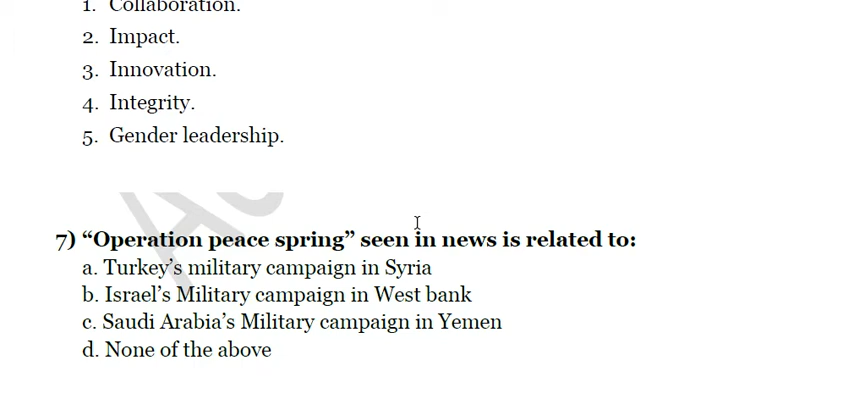 1. Collaboration.
2. Impact.
3. Innovation.
4. Integrity.
5. Gender leadership.
7) “Operation peace spring” seen in news is related to:
a. Turkey’s military campaign in Syria
b. Israel’s Military campaign in West bank
c. Saudi Arabia’s Military campaign in Yemen
d. None of the above